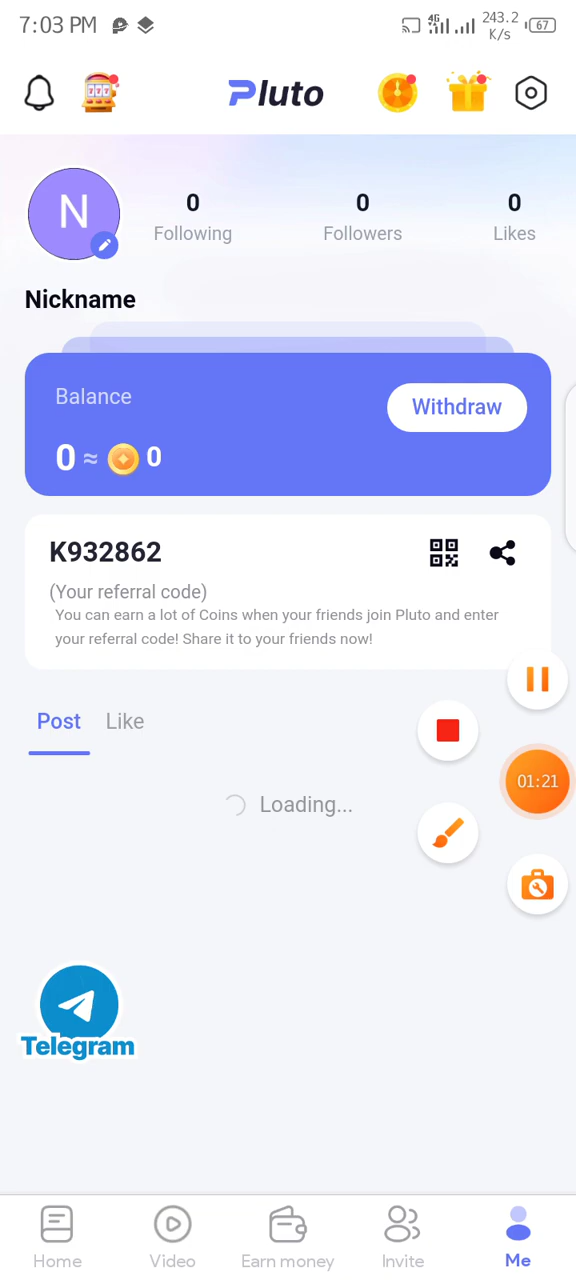 7:03 PM
4G
243.2
K/s
67
Pluto
N
0
0
0
Following
Followers
Likes
Nickname
Balance
Withdraw
0 ≈ 0
K932862
(Your referral code)
You can earn a lot of Coins when your friends join Pluto and enter
your referral code! Share it to your friends now!
Post
Like
01:21
Loading...
Telegram
Home
Video
Earn money
Invite
Me